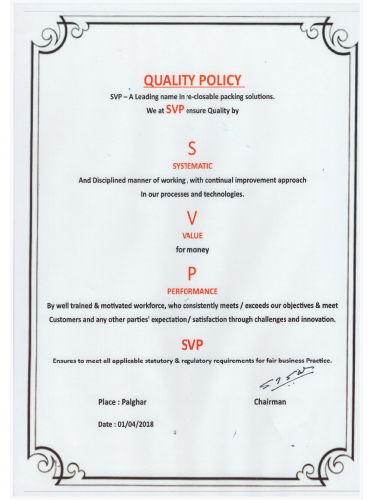 QUALITY POLICY
SVP – A Leading name in re-closable packing solutions.
We at SVP ensure Quality by
S
SYSTEMATIC
And Disciplined manner of working, with continual improvement approach
In our processes and technologies.
V
VALUE
for money
P
PERFORMANCE
By well trained & motivated workforce, who consistently meets / exceeds our objectives & meet
Customers and any other parties' expectation / satisfaction through challenges and innovation.
SVP
Ensures to meet all applicable statutory & regulatory requirements for fair business Practice.
Place : Palghar
Chairman
Date : 01/04/2018